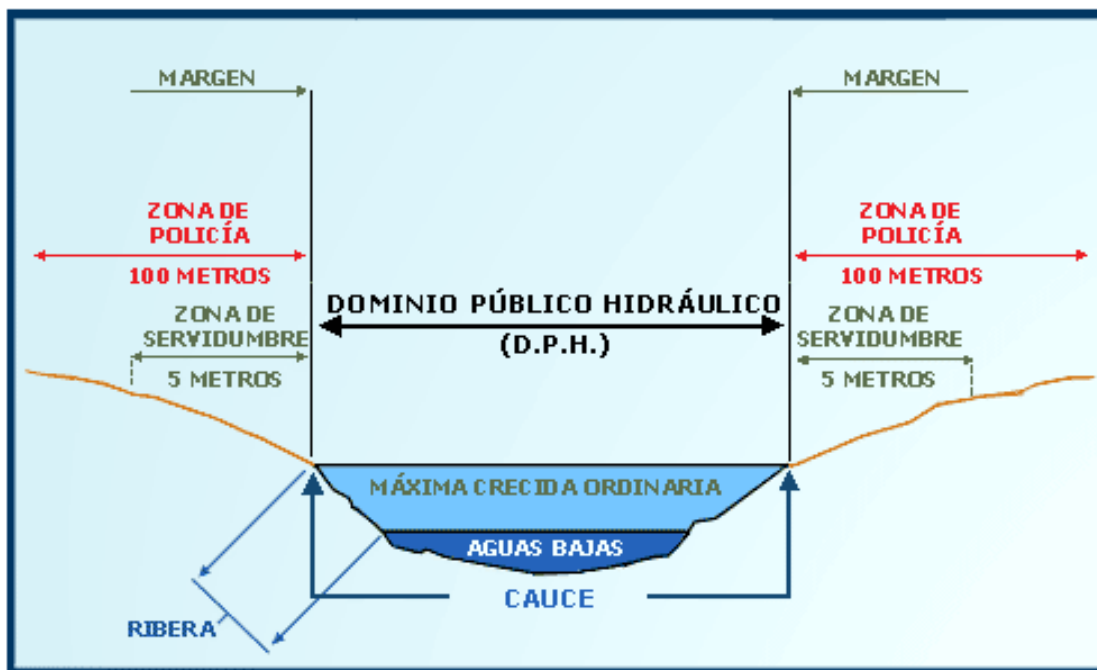 MARGEN
MARGEN
ZONA DE
POLICÍA
100 METROS
ZONA DE
POLICÍA
100 METROS
DOMINIO PÚBLICO HIDRÁULICO
(D.P.H.)
ZONA DE
SERVIDUMBRE
5 METROS
ZONA DE
SERVIDUMBRE
5 METROS
MÁXIMA CRECIDA ORDINARIA
AGUAS BAJAS
CAUCE
RIBERA